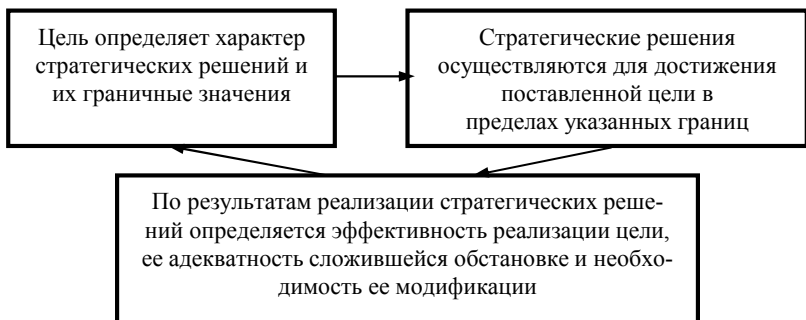 Цель определяет характер
стратегических решений и
их граничные значения
Стратегические решения
осуществляются для достижения
поставленной цели в
пределах указанных границ
По результатам реализации стратегических реше-
ний определяется эффективность реализации цели,
ее адекватность сложившейся обстановке и необхо-
димость ее модификации